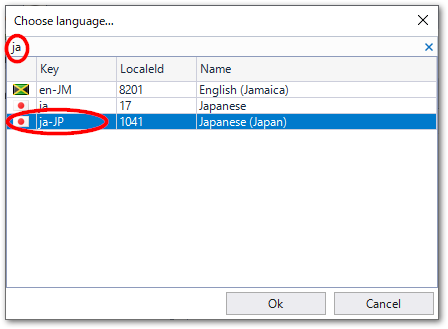 Choose language...
ja
Key LocaleId Name
en-JM 8201 English (Jamaica)
ja 17 Japanese
ja-JP 1041 Japanese (Japan)
Ok Cancel